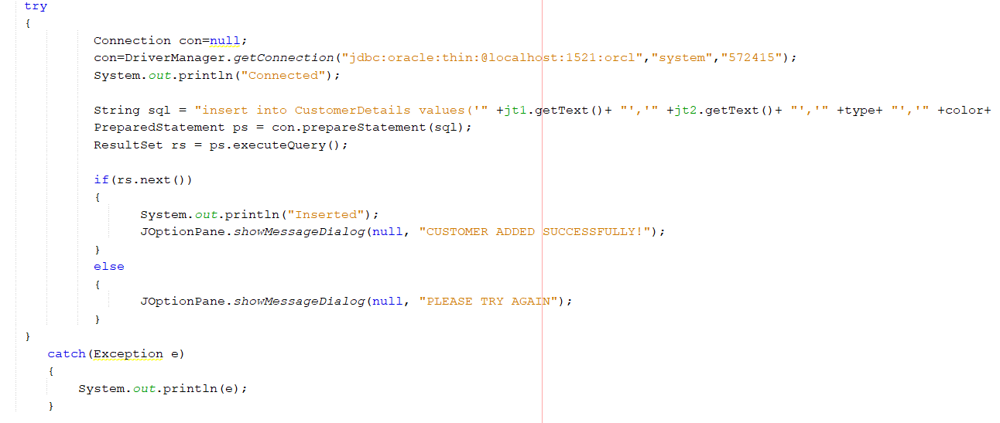 try
{
Connection con=null;
con=DriverManager.getConnection("jdbc:oracle:thin:@localhost:1521:orcl","system","572415");
System.out.println("Connected");
String sql = "insert into CustomerDetails values('" +jt1.getText()+ "','" +jt2.getText()+ "','" +type+ "','" +color+
PreparedStatement ps = con.prepareStatement(sql);
ResultSet rs = ps.executeQuery();
if(rs.next())
{
System.out.println("Inserted");
JOptionPane.showMessageDialog(null, "CUSTOMER ADDED SUCCESSFULLY!");
}
else
{
JOptionPane.showMessageDialog(null, "PLEASE TRY AGAIN");
}
}
catch(Exception e)
{
System.out.println(e);
}